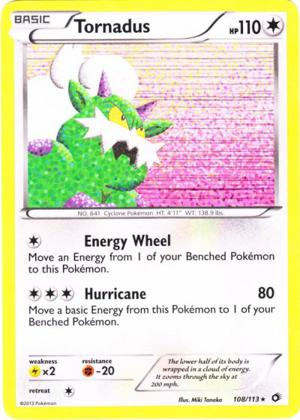 BASIC
Tornadus
HP110
NO. 641 Cyclone Pokémon HT: 4'11" WT: 138.9 lbs.
Energy Wheel
Move an Energy from 1 of your Benched Pokémon
to this Pokémon.
Hurricane 80
Move a basic Energy from this Pokémon to 1 of your
Benched Pokémon.
weakness
×2
resistance
-20
retreat
The lower half of its body is
wrapped in a cloud of energy.
It zooms through the sky at
200 mph.
Illus. Miki Tanaka
108/113 ★
©2013 Pokémon